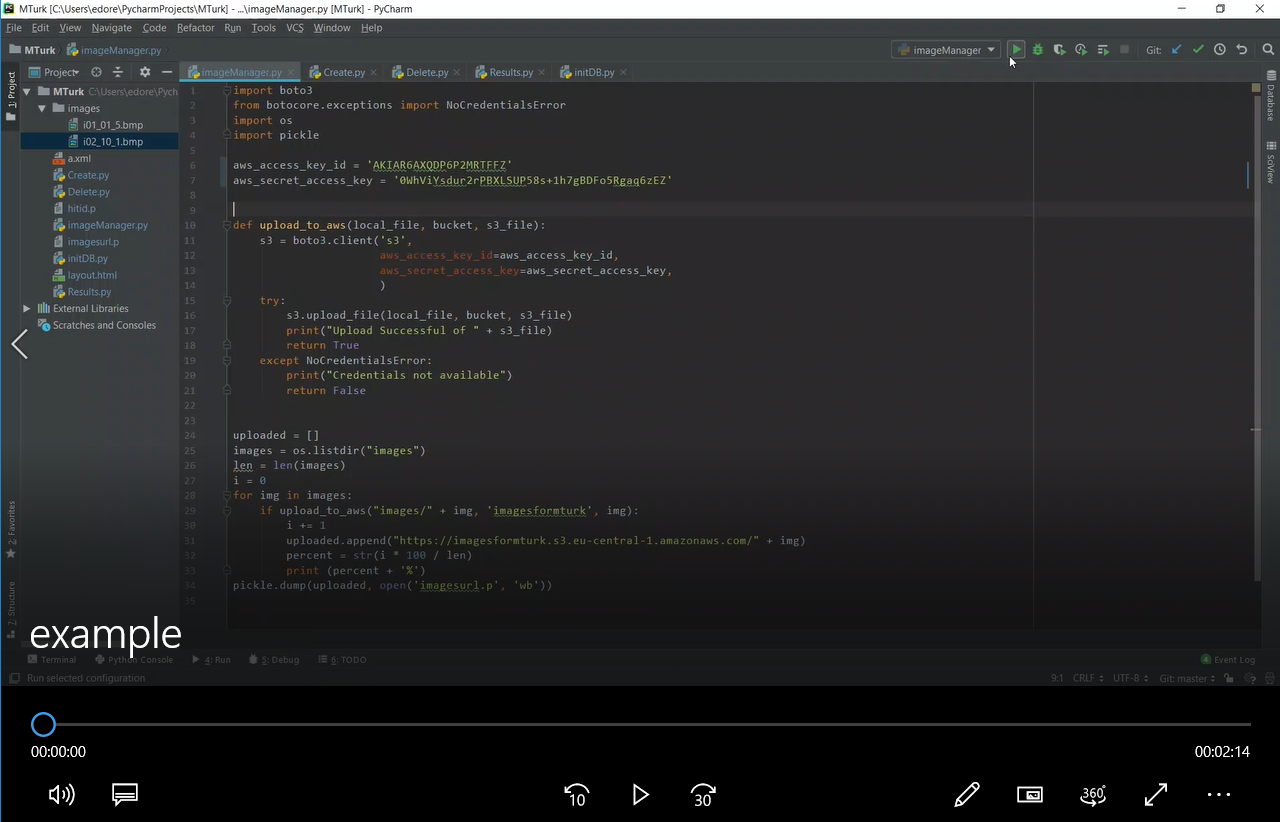 MTurk [C:\Users\edore\PycharmProjects\MTurk] - ...\imageManager.py [MTurk] - PyCharm
File Edit View Navigate Code Refactor Run Tools VCS Window Help
MTurk imageManager.py
imageManager
Git:
1: Project
Project
imageManager.py
Create.py
Delete.py
Results.py
initDB.py
MTurk C:\Users\edore\Pych
images
i01_01_5.bmp
i02_10_1.bmp
a.xml
Create.py
Delete.py
hitid.p
imageManager.py
imagesurl.p
initDB.py
layout.html
Results.py
External Libraries
Scratches and Consoles
2: Favorites
7: Structure
1 import boto3
2 from botocore.exceptions import NoCredentialsError
3 import os
4 import pickle
5
6 aws_access_key_id = 'AKIAR6AXQDP6P2MRTFFZ'
7 aws_secret_access_key = '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'
8
9
10 def upload_to_aws(local_file, bucket, s3_file):
11 s3 = boto3.client('s3',
12 aws_access_key_id=aws_access_key_id,
13 aws_secret_access_key=aws_secret_access_key,
14 )
15 try:
16 s3.upload_file(local_file, bucket, s3_file)
17 print("Upload Successful of " + s3_file)
18 return True
19 except NoCredentialsError:
20 print("Credentials not available")
21 return False
22
23
24 uploaded = []
25 images = os.listdir("images")
26 len = len(images)
27 i = 0
28 for img in images:
29 if upload_to_aws("images/" + img, 'imagesformturk', img):
30 i += 1
31 uploaded.append("https://imagesformturk.s3.eu-central-1.amazonaws.com/" + img)
32 percent = str(i * 100 / len)
33 print (percent + '%')
34 pickle.dump(uploaded, open('imagesurl.p', 'wb'))
35
Database
SciView
example
Terminal Python Console 4: Run 5: Debug 6: TODO
4 Event Log
Run selected configuration
9:1 CRLF UTF-8 Git: master
00:00:00
00:02:14
10
30
360